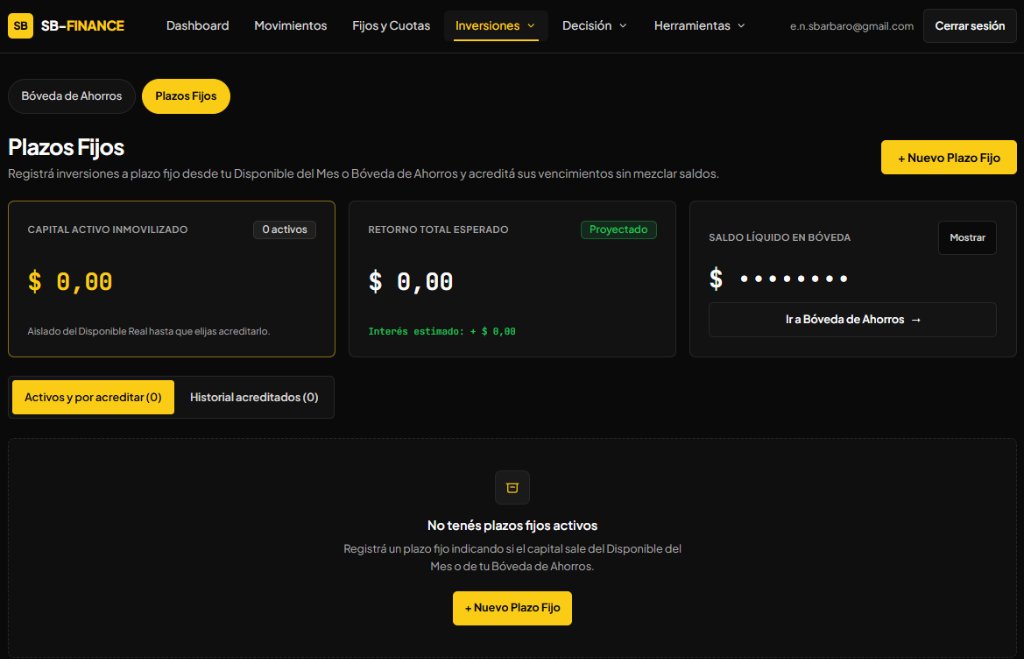 SB SB-FINANCE Dashboard Movimientos Fijos y Cuotas Inversiones Decisión Herramientas e.n.sbarbaro@gmail.com Cerrar sesión
Bóveda de Ahorros Plazos Fijos
Plazos Fijos
+ Nuevo Plazo Fijo
Registrá inversiones a plazo fijo desde tu Disponible del Mes o Bóveda de Ahorros y acreditá sus vencimientos sin mezclar saldos.
CAPITAL ACTIVO INMOVILIZADO 0 activos
$ 0,00
Aislado del Disponible Real hasta que elijas acreditarlo.
RETORNO TOTAL ESPERADO Proyectado
$ 0,00
Interés estimado: + $ 0,00
SALDO LÍQUIDO EN BÓVEDA Mostrar
$ ••••••••
Ir a Bóveda de Ahorros →
Activos y por acreditar (0) Historial acreditados (0)
No tenés plazos fijos activos
Registrá un plazo fijo indicando si el capital sale del Disponible del
Mes o de tu Bóveda de Ahorros.
+ Nuevo Plazo Fijo